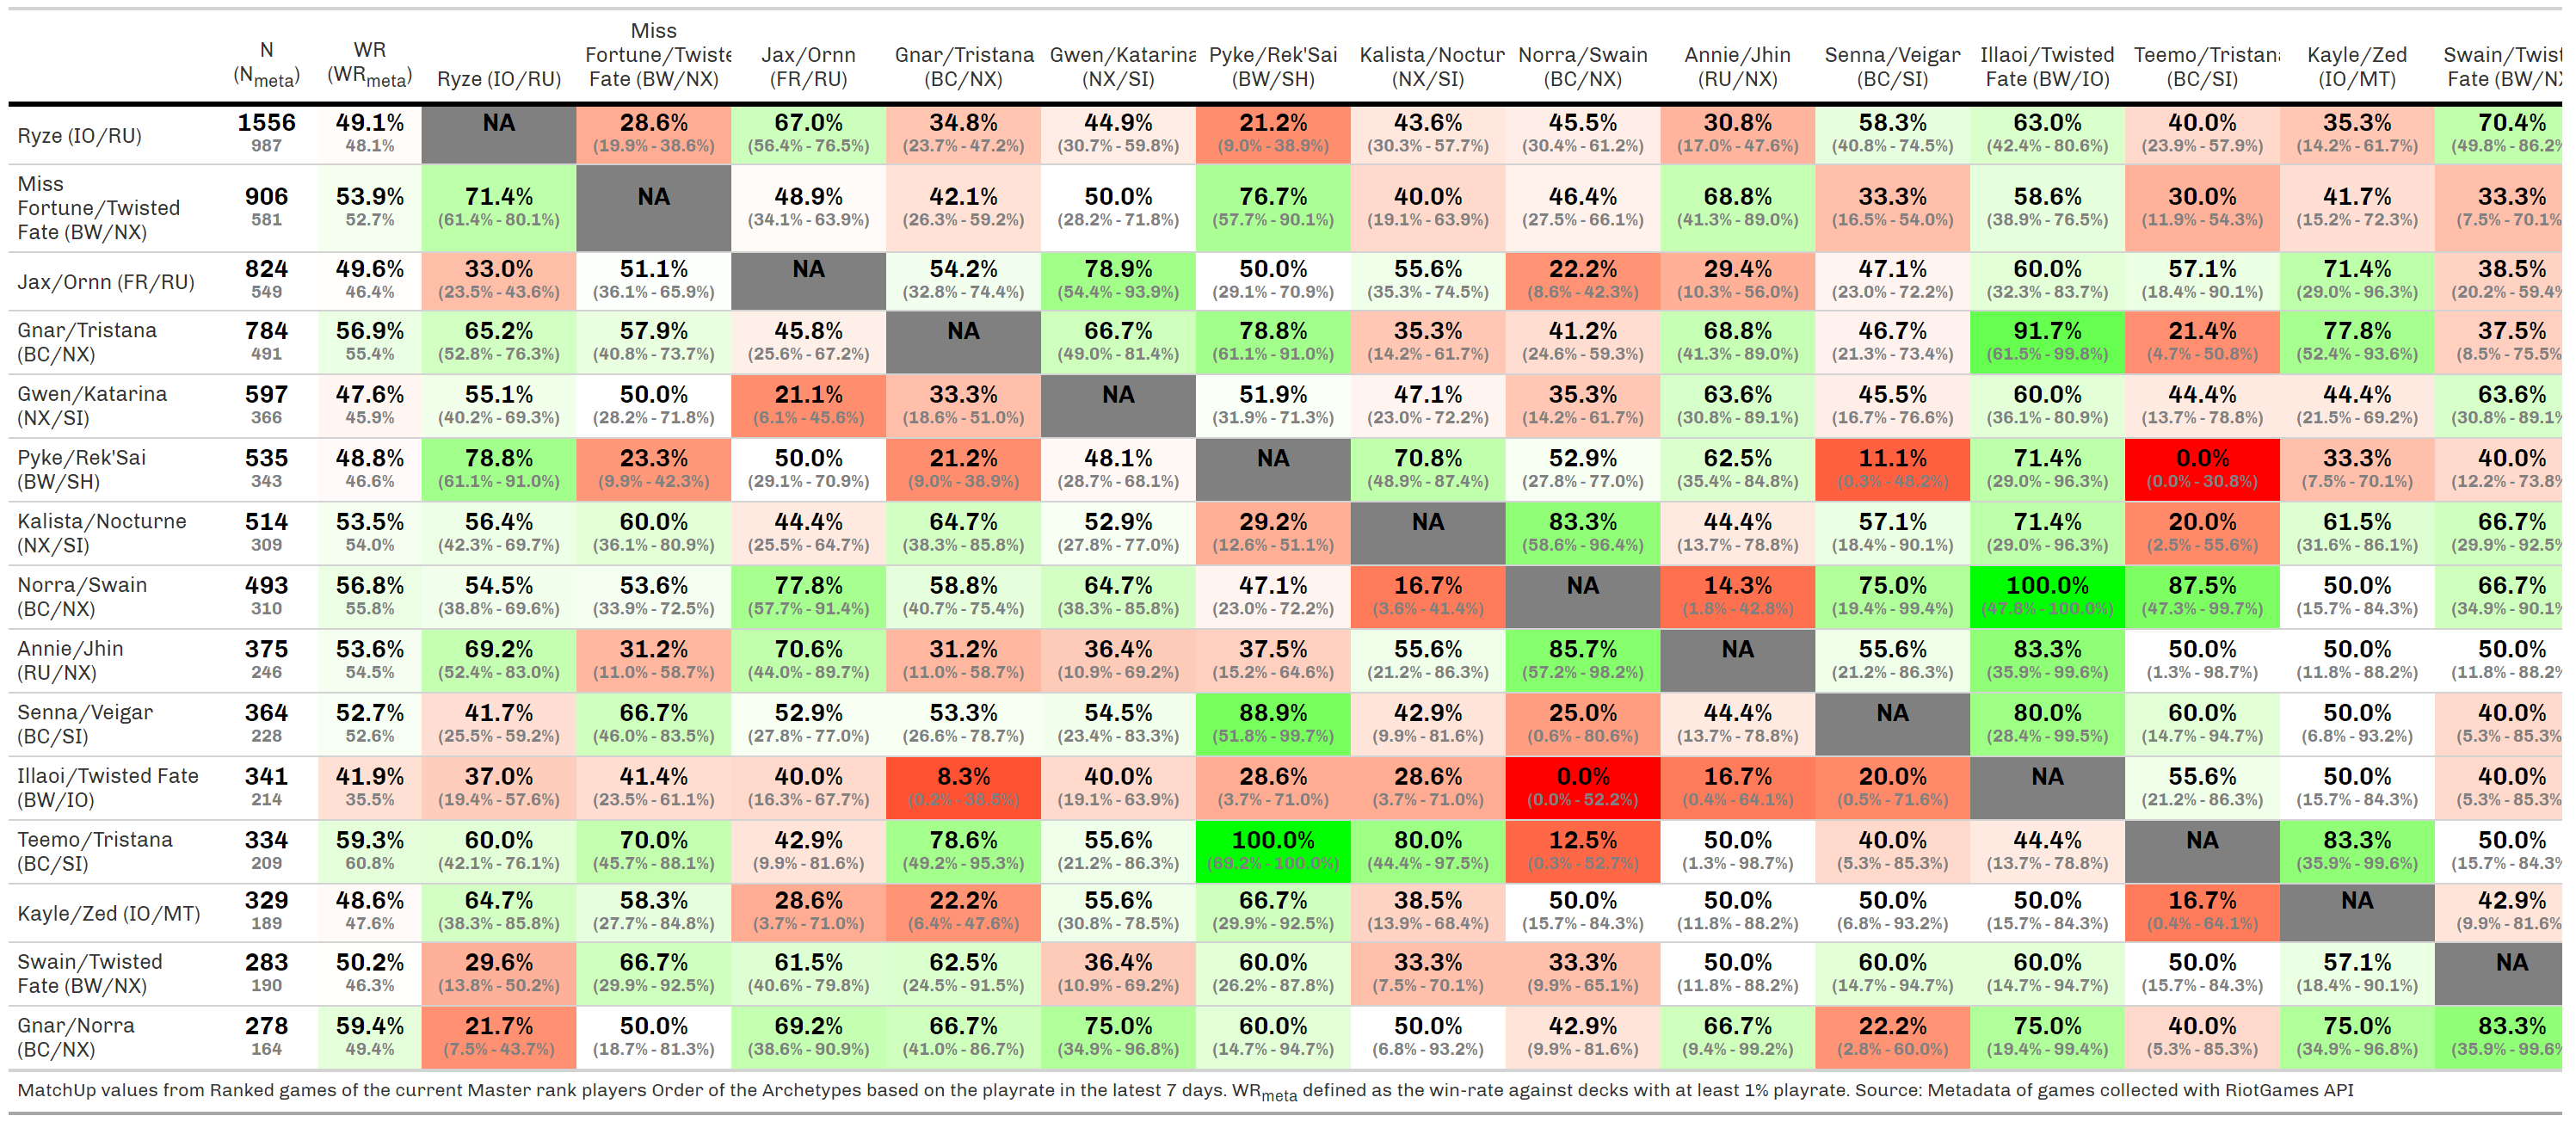 N (Nmeta) WR (WRmeta) Ryze (IO/RU) Miss Fortune/Twiste Fate (BW/NX) Jax/Ornn (FR/RU) Gnar/Tristana (BC/NX) Gwen/Katarina (NX/SI) Pyke/Rek'Sai (BW/SH) Kalista/Noctur (NX/SI) Norra/Swain (BC/NX) Annie/Jhin (RU/NX) Senna/Veigar (BC/SI) Illaoi/Twisted Fate (BW/IO) Teemo/Tristana (BC/SI) Kayle/Zed (IO/MT) Swain/Twist Fate (BW/NX
Ryze (IO/RU) 1556 49.1% NA 28.6% 67.0% 34.8% 44.9% 21.2% 43.6% 45.5% 30.8% 58.3% 63.0% 40.0% 35.3% 70.4%
987 48.1% (19.9% - 38.6%) (56.4% - 76.5%) (23.7% - 47.2%) (30.7% - 59.8%) (9.0% - 38.9%) (30.3% - 57.7%) (30.4% - 61.2%) (17.0% - 47.6%) (40.8% - 74.5%) (42.4% - 80.6%) (23.9% - 57.9%) (14.2% - 61.7%) (49.8% - 86.2%
Miss Fortune/Twisted Fate (BW/NX) 906 53.9% 71.4% NA 48.9% 42.1% 50.0% 76.7% 40.0% 46.4% 68.8% 33.3% 58.6% 30.0% 41.7% 33.3%
581 52.7% (61.4% - 80.1%) (34.1% - 63.9%) (26.3% - 59.2%) (28.2% - 71.8%) (57.7% - 90.1%) (19.1% - 63.9%) (27.5% - 66.1%) (41.3% - 89.0%) (16.5% - 54.0%) (38.9% - 76.5%) (11.9% - 54.3%) (15.2% - 72.3%) (7.5% - 70.1%
Jax/Ornn (FR/RU) 824 49.6% 33.0% 51.1% NA 54.2% 78.9% 50.0% 55.6% 22.2% 29.4% 47.1% 60.0% 57.1% 71.4% 38.5%
549 46.4% (23.5% - 43.6%) (36.1% - 65.9%) (32.8% - 74.4%) (54.4% - 93.9%) (29.1% - 70.9%) (35.3% - 74.5%) (8.6% - 42.3%) (10.3% - 56.0%) (23.0% - 72.2%) (32.3% - 83.7%) (18.4% - 90.1%) (29.0% - 96.3%) (20.2% - 59.4%
Gnar/Tristana (BC/NX) 784 56.9% 65.2% 57.9% 45.8% NA 66.7% 78.8% 35.3% 41.2% 68.8% 46.7% 91.7% 21.4% 77.8% 37.5%
491 55.4% (52.8% - 76.3%) (40.8% - 73.7%) (25.6% - 67.2%) (49.0% - 81.4%) (61.1% - 91.0%) (14.2% - 61.7%) (24.6% - 59.3%) (41.3% - 89.0%) (21.3% - 73.4%) (61.5% - 99.8%) (4.7% - 50.8%) (52.4% - 93.6%) (8.5% - 75.5%
Gwen/Katarina (NX/SI) 597 47.6% 55.1% 50.0% 21.1% 33.3% NA 51.9% 47.1% 35.3% 63.6% 45.5% 60.0% 44.4% 44.4% 63.6%
366 45.9% (40.2% - 69.3%) (28.2% - 71.8%) (6.1% - 45.6%) (18.6% - 51.0%) (31.9% - 71.3%) (23.0% - 72.2%) (14.2% - 61.7%) (30.8% - 89.1%) (16.7% - 76.6%) (36.1% - 80.9%) (13.7% - 78.8%) (21.5% - 69.2%) (30.8% - 89.1%
Pyke/Rek'Sai (BW/SH) 535 48.8% 78.8% 23.3% 50.0% 21.2% 48.1% NA 70.8% 52.9% 62.5% 11.1% 71.4% 0.0% 33.3% 40.0%
343 46.6% (61.1% - 91.0%) (9.9% - 42.3%) (29.1% - 70.9%) (9.0% - 38.9%) (28.7% - 68.1%) (48.9% - 87.4%) (27.8% - 77.0%) (35.4% - 84.8%) (0.3% - 48.2%) (29.0% - 96.3%) (0.0% - 30.8%) (7.5% - 70.1%) (12.2% - 73.8%
Kalista/Nocturne (NX/SI) 514 53.5% 56.4% 60.0% 44.4% 64.7% 52.9% 29.2% NA 83.3% 44.4% 57.1% 71.4% 20.0% 61.5% 66.7%
309 54.0% (42.3% - 69.7%) (36.1% - 80.9%) (25.5% - 64.7%) (38.3% - 85.8%) (27.8% - 77.0%) (12.6% - 51.1%) (58.6% - 96.4%) (13.7% - 78.8%) (18.4% - 90.1%) (29.0% - 96.3%) (2.5% - 55.6%) (31.6% - 86.1%) (29.9% - 92.5%
Norra/Swain (BC/NX) 493 56.8% 54.5% 53.6% 77.8% 58.8% 64.7% 47.1% 16.7% NA 14.3% 75.0% 100.0% 87.5% 50.0% 66.7%
310 55.8% (38.8% - 69.6%) (33.9% - 72.5%) (57.7% - 91.4%) (40.7% - 75.4%) (38.3% - 85.8%) (23.0% - 72.2%) (3.6% - 41.4%) (1.8% - 42.8%) (19.4% - 99.4%) (47.8% - 100.0%) (47.3% - 99.7%) (15.7% - 84.3%) (34.9% - 90.1%
Annie/Jhin (RU/NX) 375 53.6% 69.2% 31.2% 70.6% 31.2% 36.4% 37.5% 55.6% 85.7% NA 55.6% 83.3% 50.0% 50.0% 50.0%
246 54.5% (52.4% - 83.0%) (11.0% - 58.7%) (44.0% - 89.7%) (11.0% - 58.7%) (10.9% - 69.2%) (15.2% - 64.6%) (21.2% - 86.3%) (57.2% - 98.2%) (21.2% - 86.3%) (35.9% - 99.6%) (1.3% - 98.7%) (11.8% - 88.2%) (11.8% - 88.2%
Senna/Veigar (BC/SI) 364 52.7% 41.7% 66.7% 52.9% 53.3% 54.5% 88.9% 42.9% 25.0% 44.4% NA 80.0% 60.0% 50.0% 40.0%
228 52.6% (25.5% - 59.2%) (46.0% - 83.5%) (27.8% - 77.0%) (26.6% - 78.7%) (23.4% - 83.3%) (51.8% - 99.7%) (9.9% - 81.6%) (0.6% - 80.6%) (13.7% - 78.8%) (28.4% - 99.5%) (14.7% - 94.7%) (6.8% - 93.2%) (5.3% - 85.3%
Illaoi/Twisted Fate (BW/IO) 341 41.9% 37.0% 41.4% 40.0% 8.3% 40.0% 28.6% 28.6% 0.0% 16.7% 20.0% NA 55.6% 50.0% 40.0%
214 35.5% (19.4% - 57.6%) (23.5% - 61.1%) (16.3% - 67.7%) (0.2% - 38.5%) (19.1% - 63.9%) (3.7% - 71.0%) (3.7% - 71.0%) (0.0% - 52.2%) (0.4% - 64.1%) (0.5% - 71.6%) (21.2% - 86.3%) (15.7% - 84.3%) (5.3% - 85.3%
Teemo/Tristana (BC/SI) 334 59.3% 60.0% 70.0% 42.9% 78.6% 55.6% 100.0% 80.0% 12.5% 50.0% 40.0% 44.4% NA 83.3% 50.0%
209 60.8% (42.1% - 76.1%) (45.7% - 88.1%) (9.9% - 81.6%) (49.2% - 95.3%) (21.2% - 86.3%) (69.2% - 100.0%) (44.4% - 97.5%) (0.3% - 52.7%) (1.3% - 98.7%) (5.3% - 85.3%) (13.7% - 78.8%) (35.9% - 99.6%) (15.7% - 84.3%
Kayle/Zed (IO/MT) 329 48.6% 64.7% 58.3% 28.6% 22.2% 55.6% 66.7% 38.5% 50.0% 50.0% 50.0% 50.0% 16.7% NA 42.9%
189 47.6% (38.3% - 85.8%) (27.7% - 84.8%) (3.7% - 71.0%) (6.4% - 47.6%) (30.8% - 78.5%) (29.9% - 92.5%) (13.9% - 68.4%) (15.7% - 84.3%) (11.8% - 88.2%) (6.8% - 93.2%) (15.7% - 84.3%) (0.4% - 64.1%) (9.9% - 81.6%
Swain/Twisted Fate (BW/NX) 283 50.2% 29.6% 66.7% 61.5% 62.5% 36.4% 60.0% 33.3% 33.3% 50.0% 60.0% 60.0% 50.0% 57.1% NA
190 46.3% (13.8% - 50.2%) (29.9% - 92.5%) (40.6% - 79.8%) (24.5% - 91.5%) (10.9% - 69.2%) (26.2% - 87.8%) (7.5% - 70.1%) (9.9% - 65.1%) (11.8% - 88.2%) (14.7% - 94.7%) (14.7% - 94.7%) (15.7% - 84.3%) (18.4% - 90.1%)
Gnar/Norra (BC/NX) 278 59.4% 21.7% 50.0% 69.2% 66.7% 75.0% 60.0% 50.0% 42.9% 66.7% 22.2% 75.0% 40.0% 75.0% 83.3%
164 49.4% (7.5% - 43.7%) (18.7% - 81.3%) (38.6% - 90.9%) (41.0% - 86.7%) (34.9% - 96.8%) (14.7% - 94.7%) (6.8% - 93.2%) (9.9% - 81.6%) (9.4% - 99.2%) (2.8% - 60.0%) (19.4% - 99.4%) (5.3% - 85.3%) (34.9% - 96.8%) (35.9% - 99.6%
MatchUp values from Ranked games of the current Master rank players Order of the Archetypes based on the playrate in the latest 7 days. WRmeta defined as the win-rate against decks with at least 1% playrate. Source: Metadata of games collected with RiotGames API